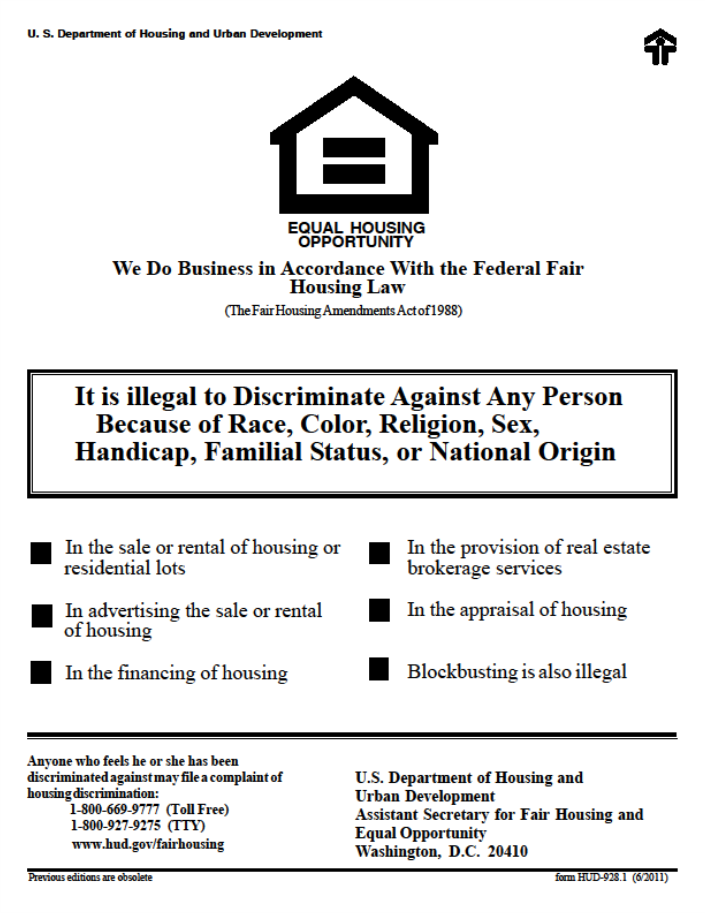 U. S. Department of Housing and Urban Development
EQUAL HOUSING
OPPORTUNITY
We Do Business in Accordance With the Federal Fair
Housing Law
(The Fair Housing Amendments Act of 1988)
It is illegal to Discriminate Against Any Person
Because of Race, Color, Religion, Sex,
Handicap, Familial Status, or National Origin
In the sale or rental of housing or
residential lots
In advertising the sale or rental
of housing
In the financing of housing
In the provision of real estate
brokerage services
In the appraisal of housing
Blockbusting is also illegal
Anyone who feels he or she has been
discriminated against may file a complaint of
housing discrimination:
1-800-669-9777 (Toll Free)
1-800-927-9275 (TTY)
www.hud.gov/fairhousing
U.S. Department of Housing and
Urban Development
Assistant Secretary for Fair Housing and
Equal Opportunity
Washington, D.C. 20410
Previous editions are obsolete
form HUD-928.1 (6/2011)